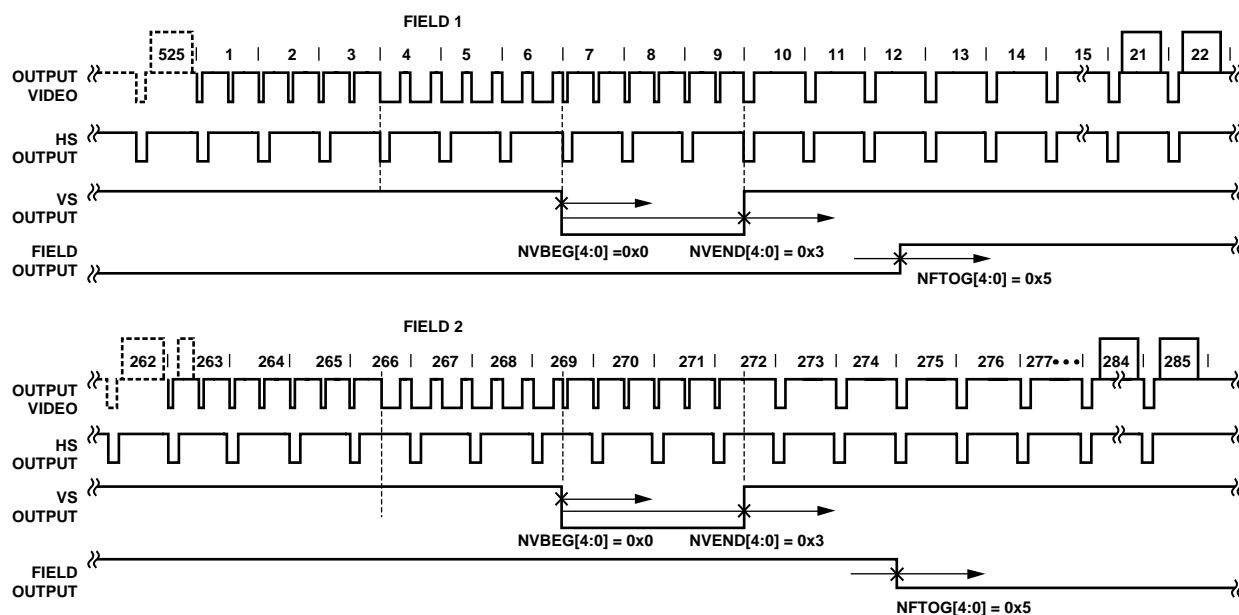 FIELD 1
525 1 2 3 4 5 6 7 8 9 10 11 12 13 14 15 21 22
OUTPUT
VIDEO
HS
OUTPUT
VS
OUTPUT
NVBEG[4:0] =0x0 NVEND[4:0] = 0x3
FIELD
OUTPUT
NFTOG[4:0] = 0x5
FIELD 2
262 263 264 265 266 267 268 269 270 271 272 273 274 275 276 277 284 285
OUTPUT
VIDEO
HS
OUTPUT
VS
OUTPUT
NVBEG[4:0] = 0x0 NVEND[4:0] = 0x3
FIELD
OUTPUT
NFTOG[4:0] = 0x5